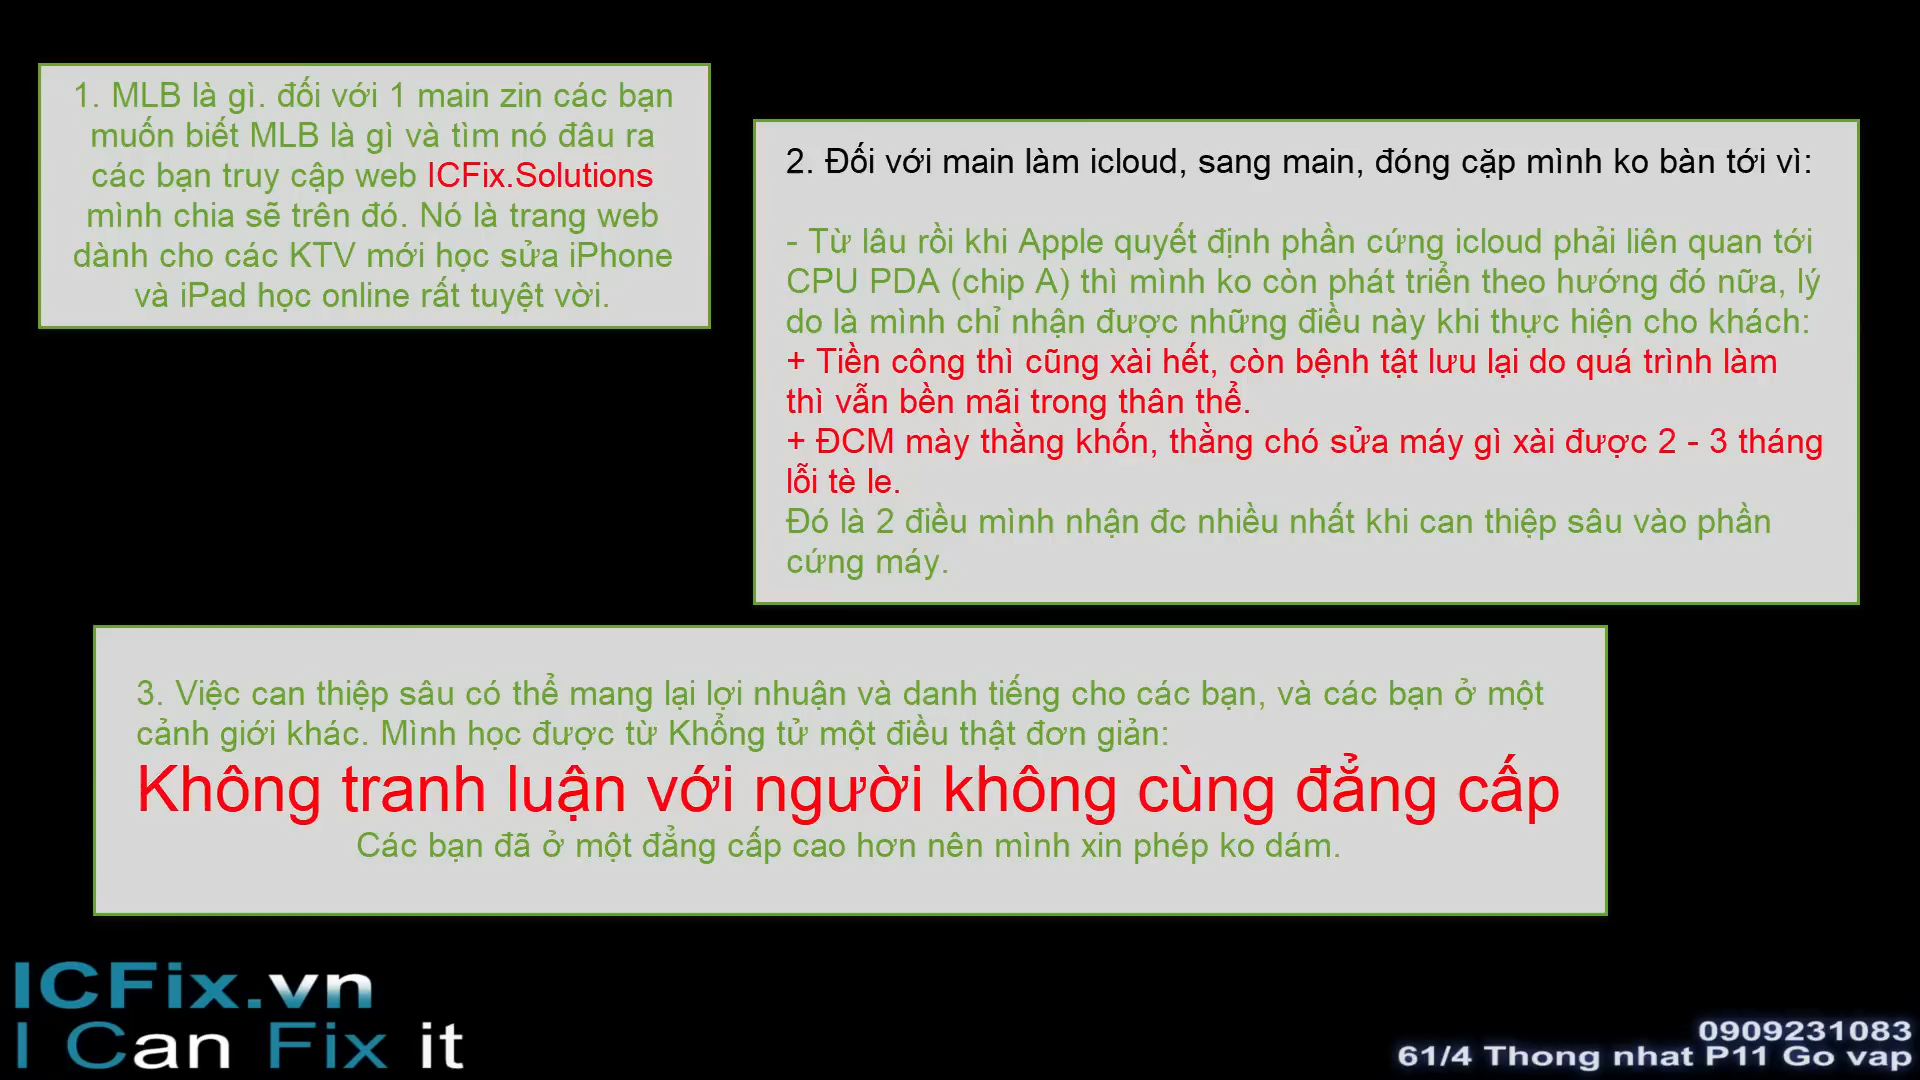 1. MLB là gì. đối với 1 main zin các bạn
muốn biết MLB là gì và tìm nó đâu ra
các bạn truy cập web ICFix.Solutions
mình chia sẽ trên đó. Nó là trang web
dành cho các KTV mới học sửa iPhone
và iPad học online rất tuyệt vời.
2. Đối với main làm icloud, sang main, đóng cặp mình ko bàn tới vì:
- Từ lâu rồi khi Apple quyết định phần cứng icloud phải liên quan tới
CPU PDA (chip A) thì mình ko còn phát triển theo hướng đó nữa, lý
do là mình chỉ nhận được những điều này khi thực hiện cho khách:
+ Tiền công thì cũng xài hết, còn bệnh tật lưu lại do quá trình làm
thì vẫn bền mãi trong thân thể.
+ ĐCM mày thằng khốn, thằng chó sửa máy gì xài được 2 - 3 tháng
lỗi tè le.
Đó là 2 điều mình nhận đc nhiều nhất khi can thiệp sâu vào phần
cứng máy.
3. Việc can thiệp sâu có thể mang lại lợi nhuận và danh tiếng cho các bạn, và các bạn ở một
cảnh giới khác. Mình học được từ Khổng tử một điều thật đơn giản:
Không tranh luận với người không cùng đẳng cấp
Các bạn đã ở một đẳng cấp cao hơn nên mình xin phép ko dám.
ICFix.vn
I Can Fix it
0909231083
61/4 Thong nhat P11 Go vap